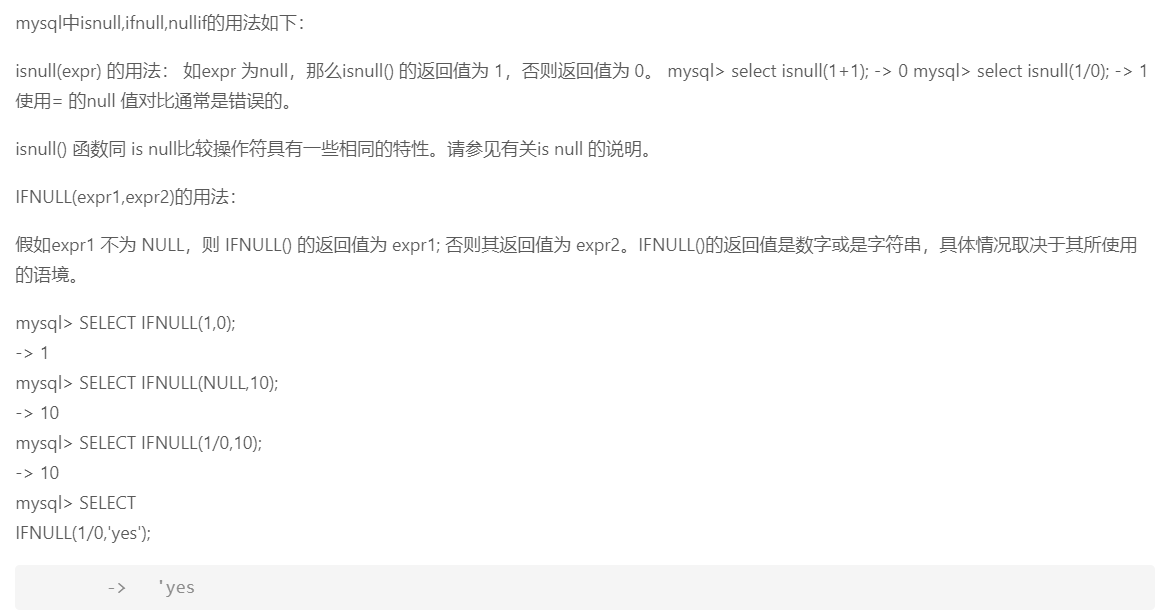 mysql中isnull,ifnull,nullif的用法如下：
isnull(expr) 的用法： 如expr 为null，那么isnull() 的返回值为 1，否则返回值为 0。 mysql> select isnull(1+1); -> 0 mysql> select isnull(1/0); -> 1
使用= 的null 值对比通常是错误的。
isnull() 函数同 is null比较操作符具有一些相同的特性。请参见有关is null 的说明。
IFNULL(expr1,expr2)的用法：
假如expr1 不为 NULL，则 IFNULL() 的返回值为 expr1; 否则其返回值为 expr2。IFNULL()的返回值是数字或是字符串，具体情况取决于其所使用
的语境。
mysql> SELECT IFNULL(1,0);
-> 1
mysql> SELECT IFNULL(NULL,10);
-> 10
mysql> SELECT IFNULL(1/0,10);
-> 10
mysql> SELECT
IFNULL(1/0,'yes');
-> 'yes